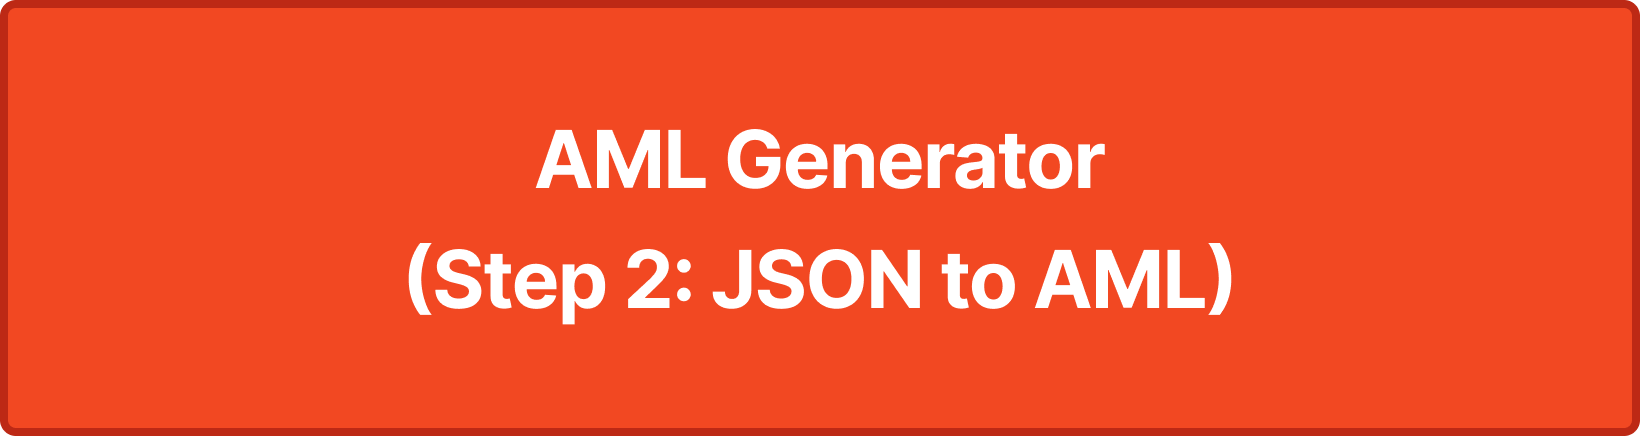 AML Generator
(Step 2: JSON to AML)